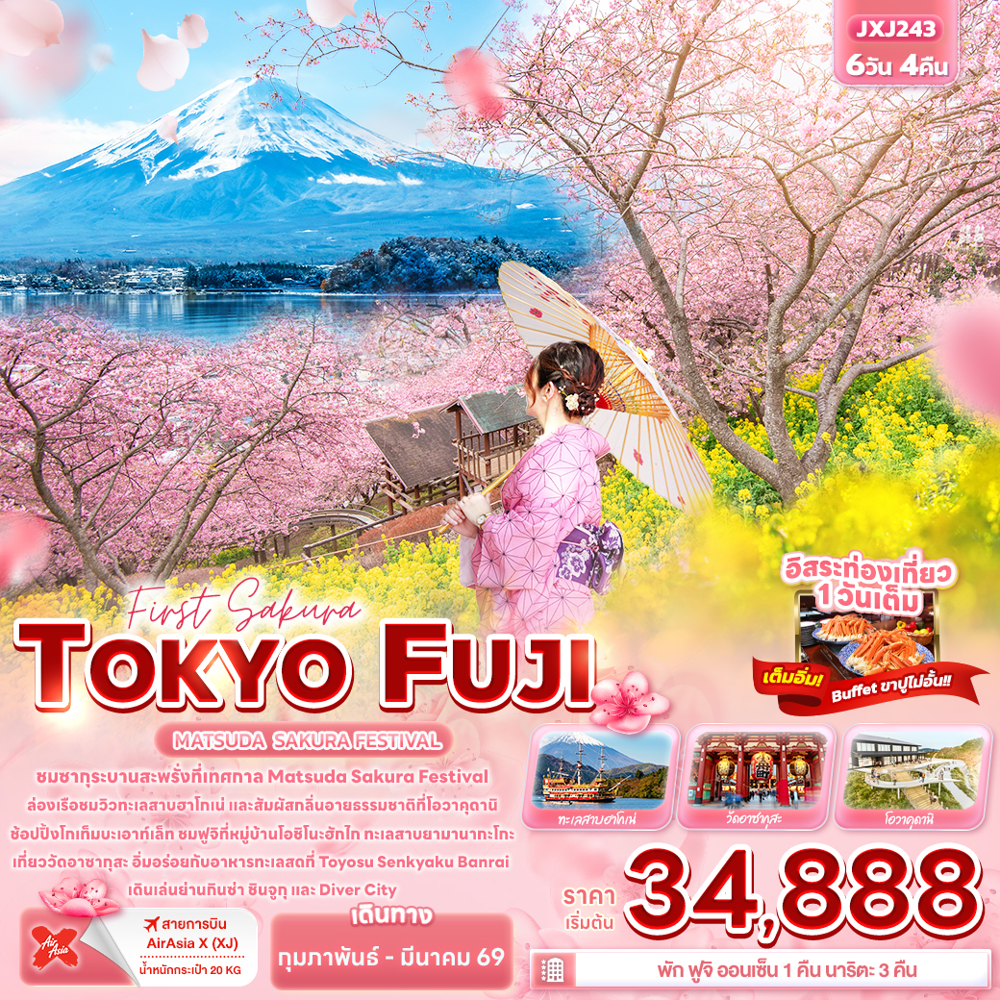 JXJ243
6วัน 4คืน
First Sakura
TOKYO FUJI
MATSUDA SAKURA FESTIVAL
ชมซากุระบานสะพรั่งที่เทศกาล Matsuda Sakura Festival
ล่องเรือชมวิวทะเลสาบฮาโกเน่ และสัมผัสกลิ่นอายธรรมชาติที่โอวาคุดานิ
ช้อปปิ้งโกเท็มบะเอาท์เล็ท ชมฟูจิที่หมู่บ้านโอชิโนะฮักไก ทะเลสาบยามานากะโกะ
เที่ยววัดอาซากุสะ อิ่มอร่อยกับอาหารทะเลสดที่ Toyosu Senkyaku Banrai
เดินเล่นย่านกินซ่า ชินจูกุ และ Diver City
อิสระท่องเที่ยว
1 วันเต็ม
เต็มอิ่ม!
Buffet ขาปูไม่อั้น!!
ทะเลสาบฮาโกเน่
วัดอาซากุสะ
โอวาคุดานิ
ราคา
เริ่มต้น
34,888
Air
Asia
X
สายการบิน
AirAsia X (XJ)
น้ำหนักกระเป๋า 20 KG
เดินทาง
กุมภาพันธ์ - มีนาคม 69
พัก ฟูจิ ออนเซ็น 1 คืน นาริตะ 3 คืน